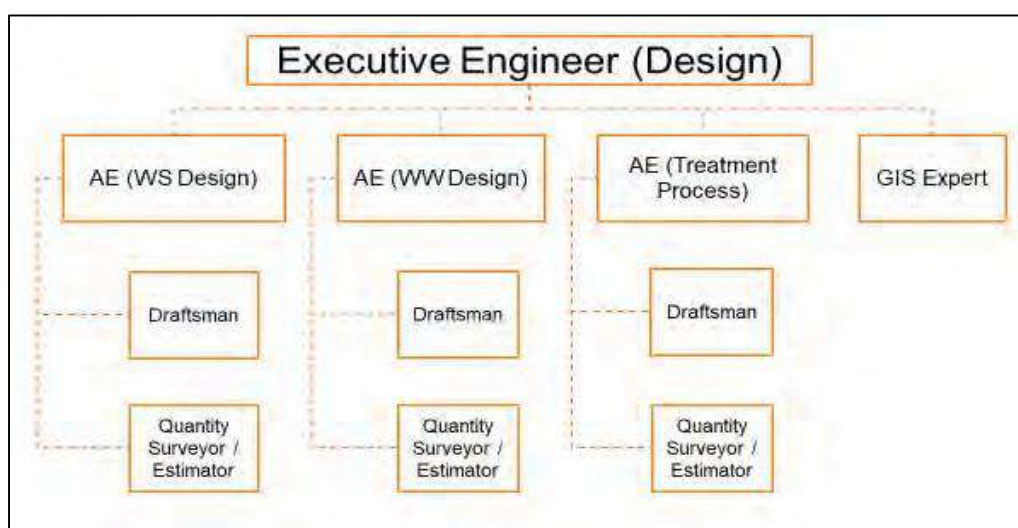 Executive Engineer (Design)
AE (WS Design)
AE (WW Design)
AE (Treatment
Process)
GIS Expert
Draftsman
Draftsman
Draftsman
Quantity
Surveyor /
Estimator
Quantity
Surveyor /
Estimator
Quantity
Surveyor /
Estimator